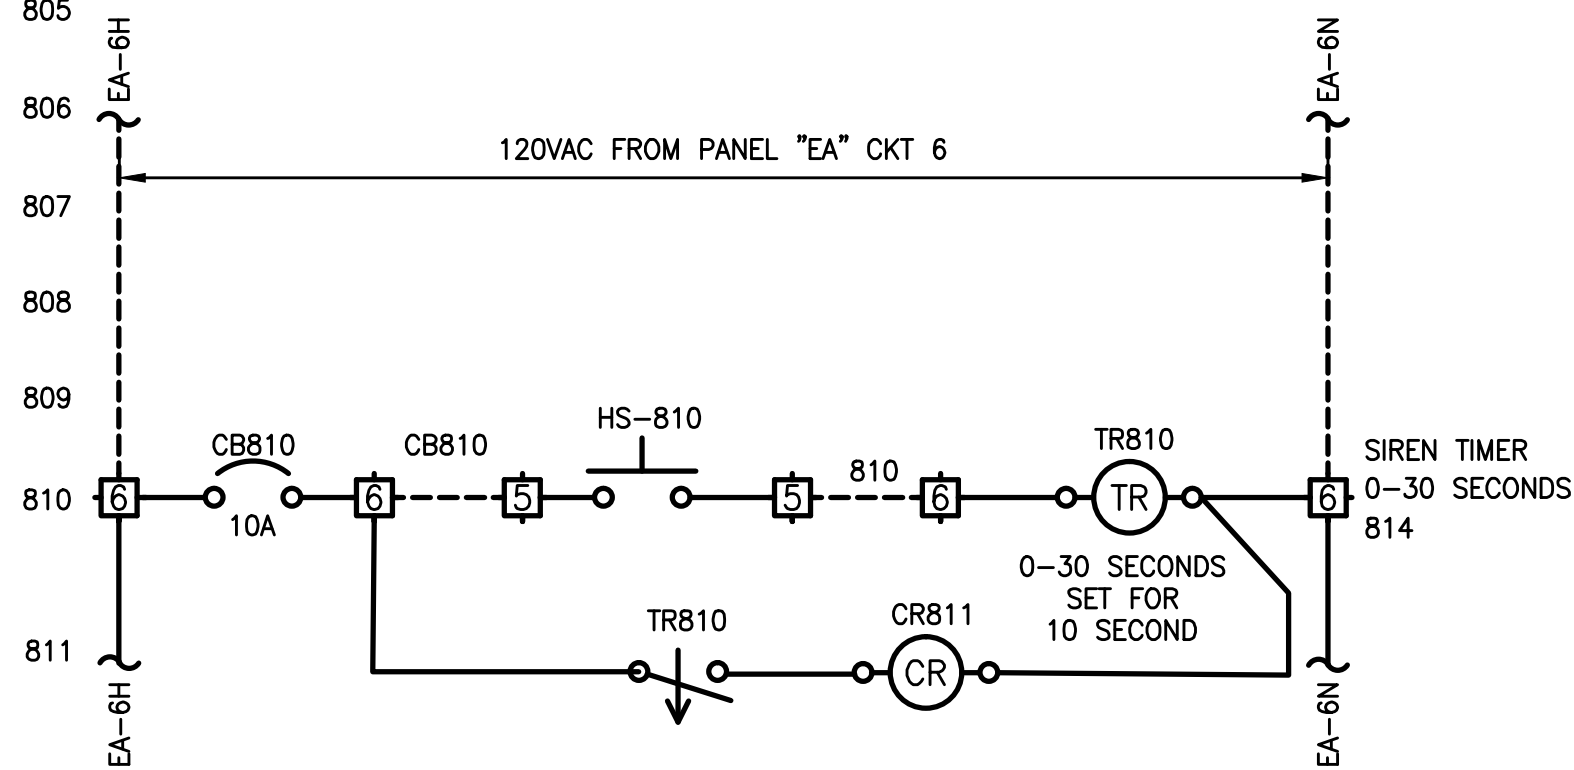 805
EA-6H
EA-6N
806
120VAC FROM PANEL "EA" CKT 6
807
808
809
HS-810
CB810
CB810
810
TR810
SIREN TIMER
810
6
6
5
5
6
TR
6
0-30 SECONDS
10A
814
0-30 SECONDS
SET FOR
10 SECOND
TR810
CR811
811
CR
EA-6H
EA-6N